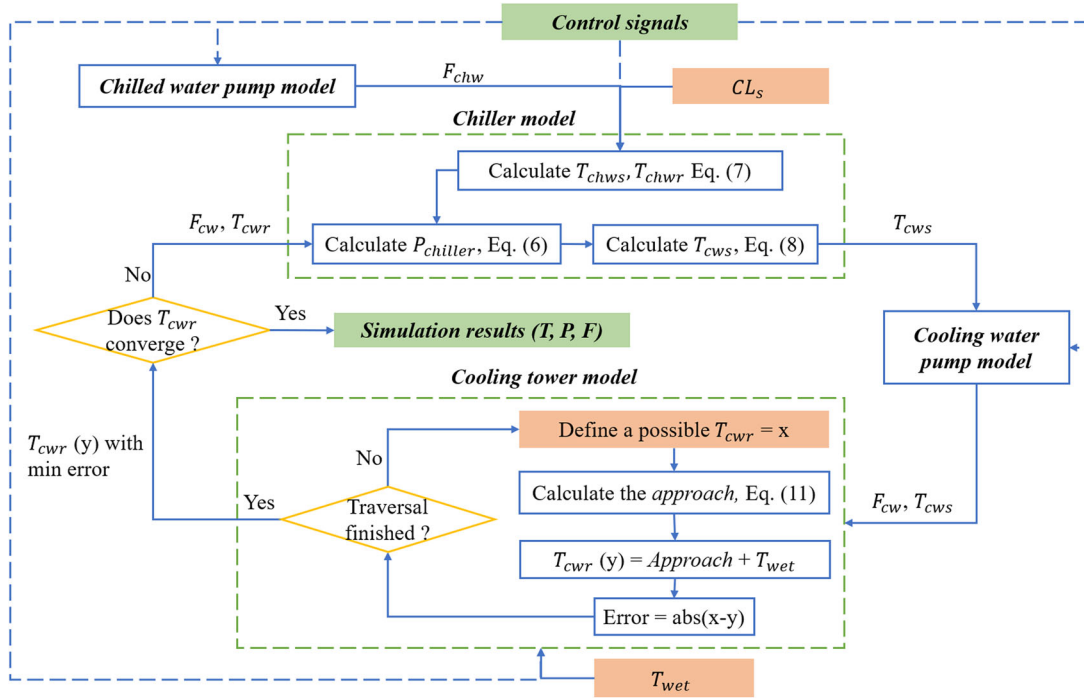 Control signals
Chilled water pump model
F_chw
CL_s
Chiller model
Calculate T_chws, T_chwr Eq. (7)
F_cw, T_cwr
Calculate P_chiller, Eq. (6)
Calculate T_cws, Eq. (8)
T_cws
No
Does T_cwr
converge ?
Yes
Simulation results (T, P, F)
Cooling water
pump model
Cooling tower model
T_cwr (y) with
min error
No
Define a possible T_cwr = x
Yes
Traversal
finished ?
Calculate the approach, Eq. (11)
F_cw, T_cws
T_cwr (y) = Approach + T_wet
Error = abs(x-y)
T_wet